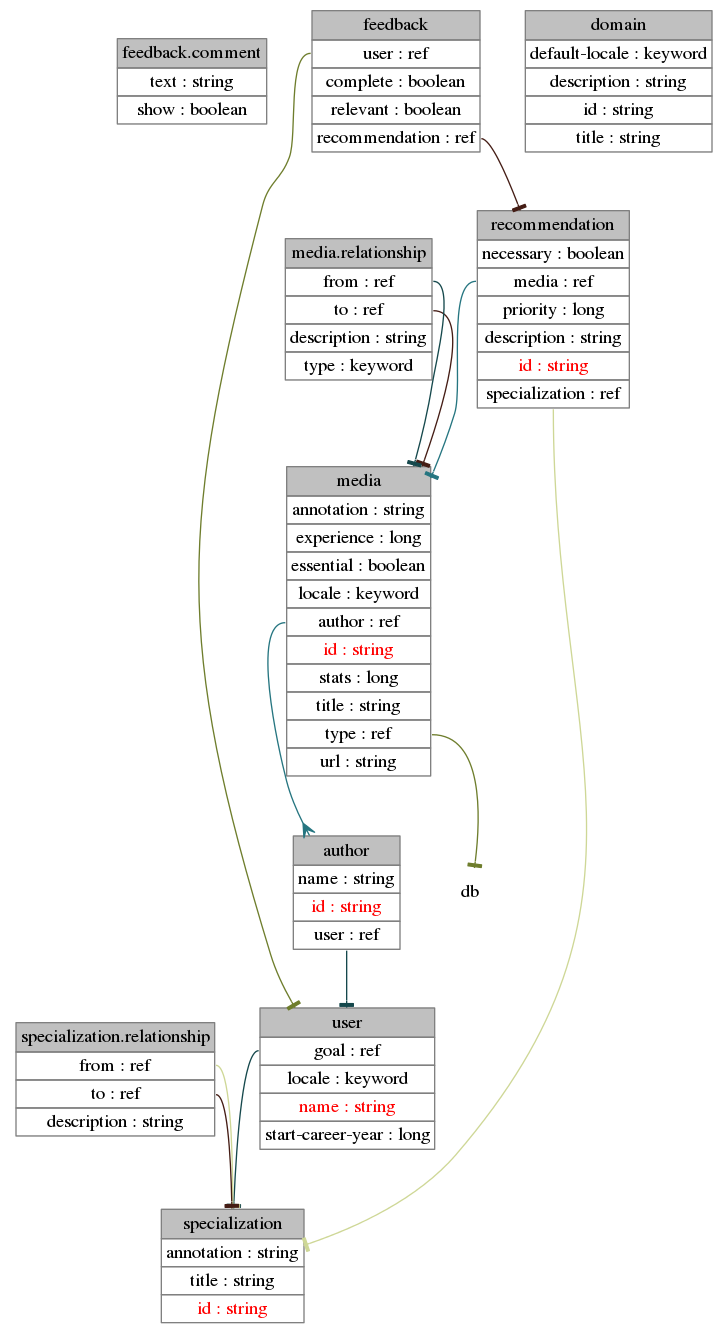 feedback
user : ref
complete : boolean
relevant : boolean
recommendation : ref
domain
default-locale : keyword
description : string
id : string
title : string
feedback.comment
text : string
show : boolean
recommendation
necessary : boolean
media : ref
priority : long
description : string
id : string
specialization : ref
media.relationship
from : ref
to : ref
description : string
type : keyword
media
annotation : string
experience : long
essential : boolean
locale : keyword
author : ref
id : string
stats : long
title : string
type : ref
url : string
author
name : string
id : string
user : ref
db
user
goal : ref
locale : keyword
name : string
start-career-year : long
specialization.relationship
from : ref
to : ref
description : string
specialization
annotation : string
title : string
id : string